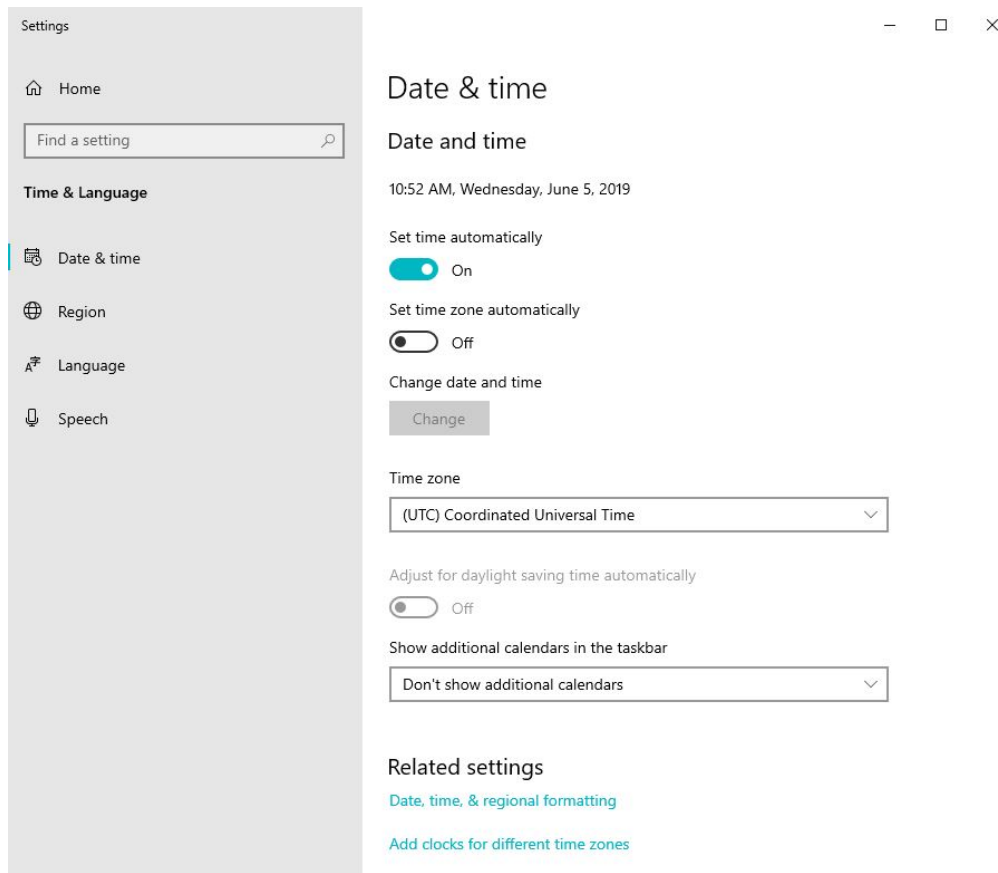 Settings
Home
Find a setting
Time & Language
Date & time
Region
Language
Speech
Date & time
Date and time
10:52 AM, Wednesday, June 5, 2019
Set time automatically
On
Set time zone automatically
Off
Change date and time
Change
Time zone
(UTC) Coordinated Universal Time
Adjust for daylight saving time automatically
Off
Show additional calendars in the taskbar
Don't show additional calendars
Related settings
Date, time, & regional formatting
Add clocks for different time zones